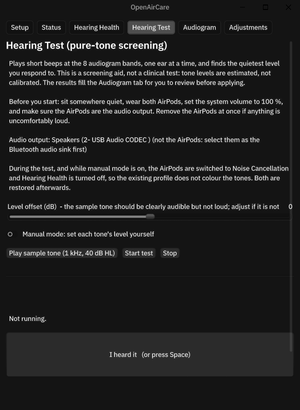 OpenAirCare
Setup Status Hearing Health Hearing Test Audiogram Adjustments
Hearing Test (pure-tone screening)
Plays short beeps at the 8 audiogram bands, one ear at a time, and finds the quietest level
you respond to. This is a screening aid, not a clinical test: tone levels are estimated, not
calibrated. The results fill the Audiogram tab for you to review before applying.
Before you start: sit somewhere quiet, wear both AirPods, set the system volume to 100 %,
and make sure the AirPods are the audio output. Remove the AirPods at once if anything is
uncomfortably loud.
Audio output: Speakers (2- USB Audio CODEC ) (not the AirPods: select them as the
Bluetooth audio sink first)
During the test, and while manual mode is on, the AirPods are switched to Noise Cancellation
and Hearing Health is turned off, so the existing profile does not colour the tones. Both are
restored afterwards.
Level offset (dB) - the sample tone should be clearly audible but not loud; adjust if it is not 0
Manual mode: set each tone's level yourself
Play sample tone (1 kHz, 40 dB HL) Start test Stop
Not running.
I heard it (or press Space)